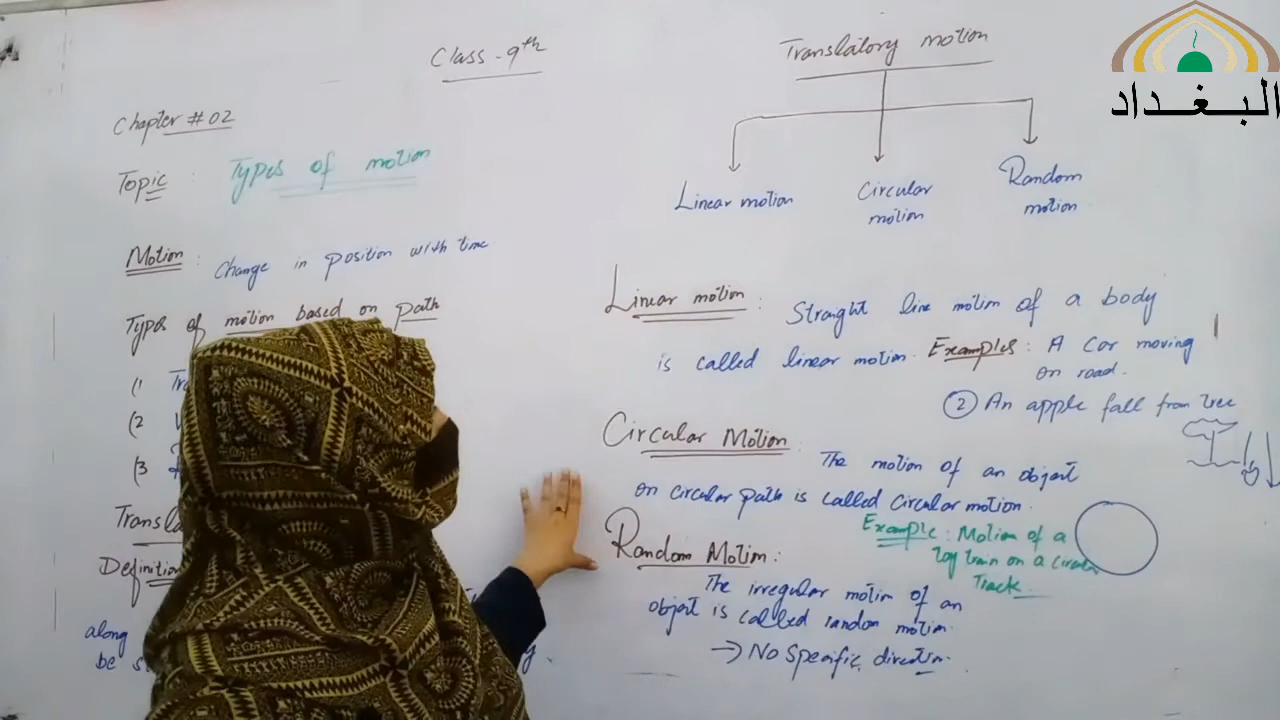 Class - 9th
Chapter # 02
Topic : Types of motion
Motion : Change in position with time
Types of motion based on path
(1 Tra
(2
(3
Transla
Definition
along
be s
Translatory motion
Linear motion
Circular motion
Random motion
Linear motion : Straight line motion of a body
is called linear motion. Examples : A Car moving
on road.
② An apple fall from tree
Circular Motion :
The motion of an object
on circular path is called Circular motion.
Example : Motion of a
toy train on a circular
Track.
Random Motion :
The irregular motion of an
object is called random motion.
→ No Specific direction.
البغداد